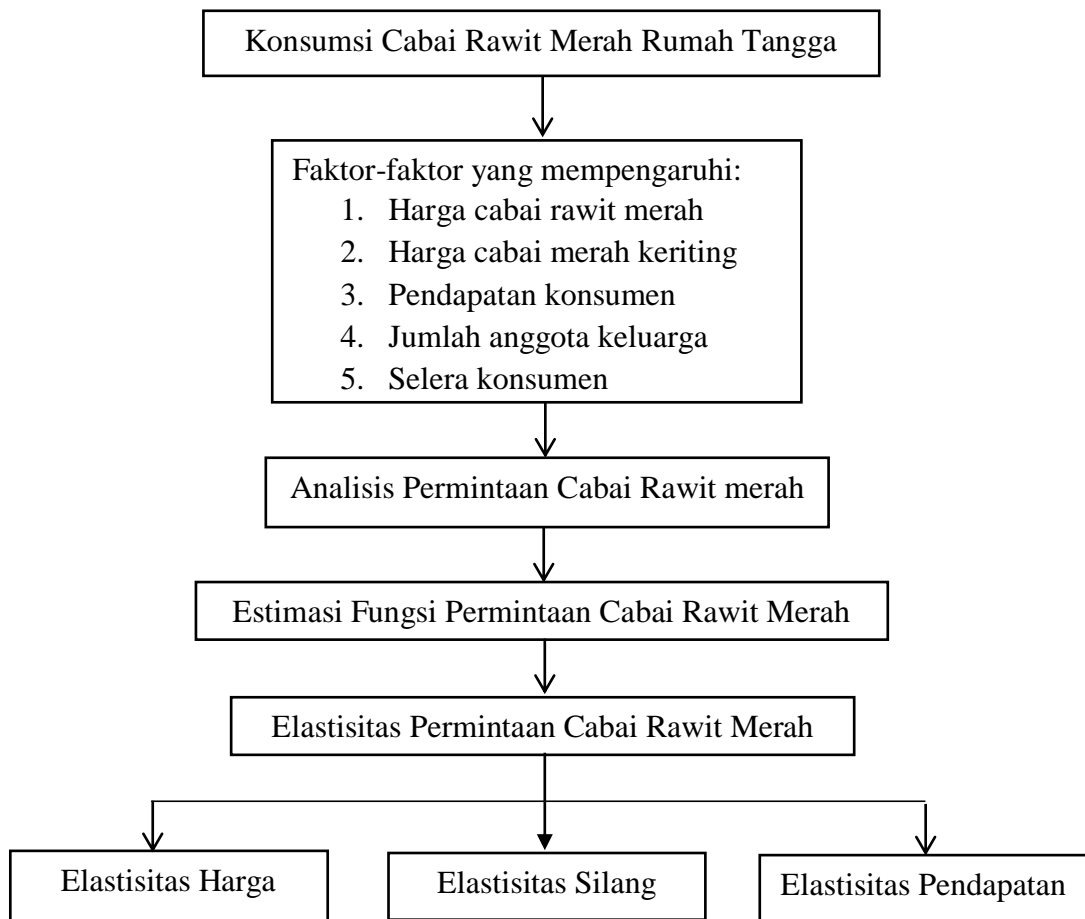 Konsumsi Cabai Rawit Merah Rumah Tangga
Faktor-faktor yang mempengaruhi:
1. Harga cabai rawit merah
2. Harga cabai merah keriting
3. Pendapatan konsumen
4. Jumlah anggota keluarga
5. Selera konsumen
Analisis Permintaan Cabai Rawit merah
Estimasi Fungsi Permintaan Cabai Rawit Merah
Elastisitas Permintaan Cabai Rawit Merah
Elastisitas Harga
Elastisitas Silang
Elastisitas Pendapatan